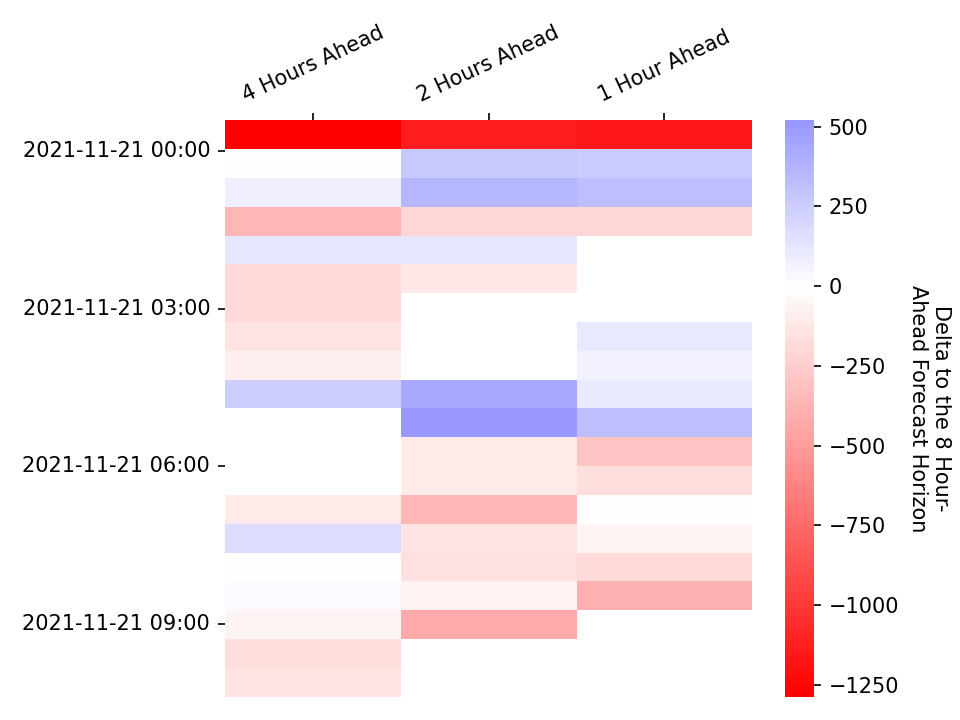 4 Hours Ahead
2 Hours Ahead
1 Hour Ahead
2021-11-21 00:00
2021-11-21 03:00
2021-11-21 06:00
2021-11-21 09:00
500
250
0
−250
−500
−750
−1000
−1250
Delta to the 8 Hour-
Ahead Forecast Horizon